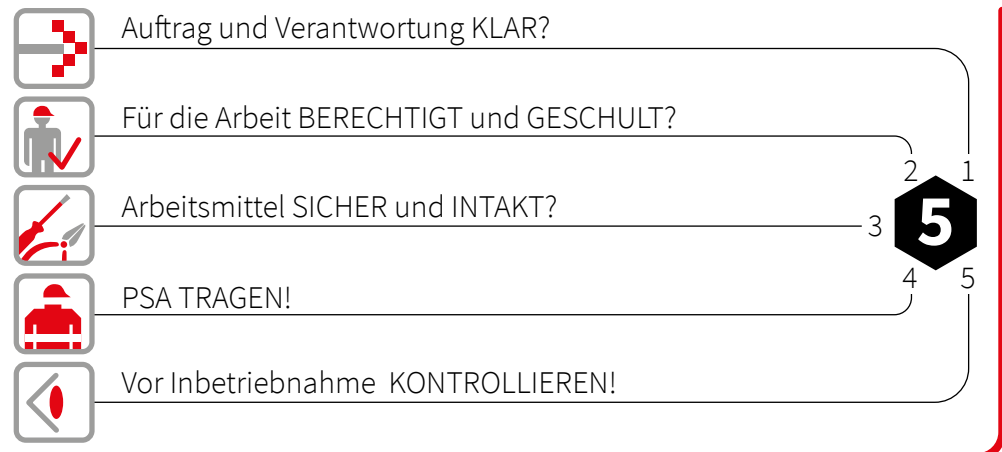 Auftrag und Verantwortung KLAR?
Für die Arbeit BERECHTIGT und GESCHULT?
2 1
Arbeitsmittel SICHER und INTAKT?
3 5
PSA TRAGEN!
4 5
Vor Inbetriebnahme KONTROLLIEREN!